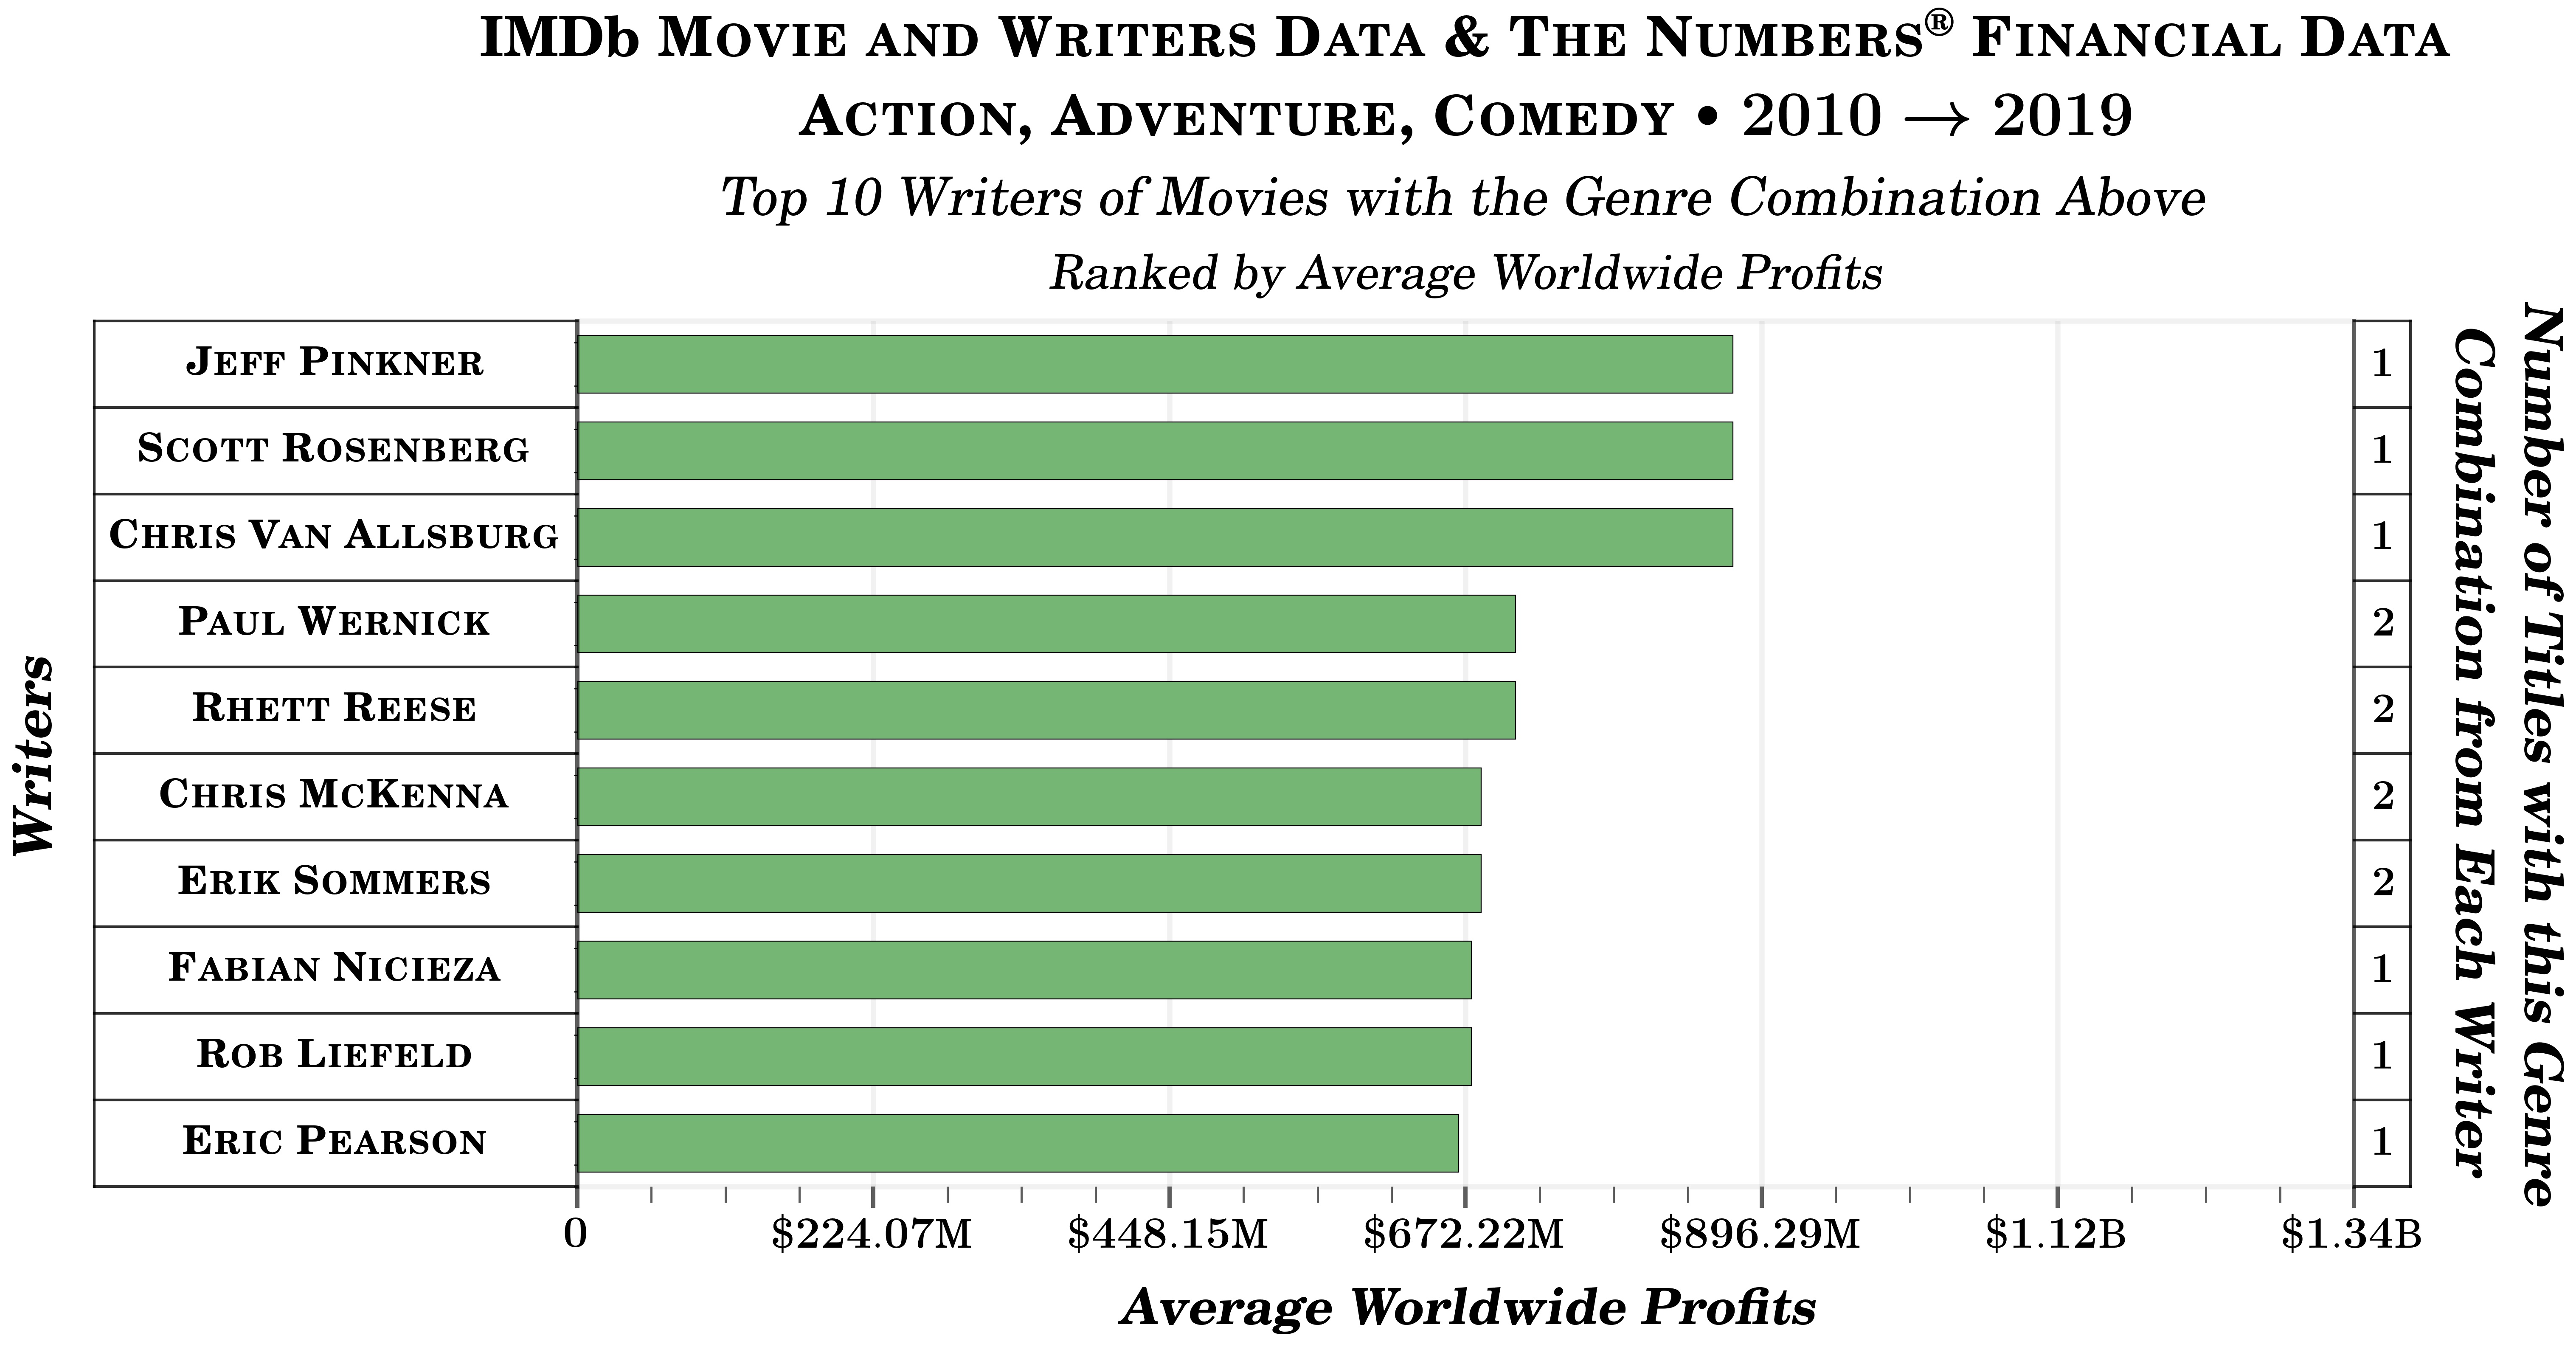 IMDb Movie and Writers Data & The Numbers® Financial Data
Action, Adventure, Comedy • 2010 → 2019
Top 10 Writers of Movies with the Genre Combination Above
Ranked by Average Worldwide Profits
Writers
Jeff Pinkner 1
Scott Rosenberg 1
Chris Van Allsburg 1
Paul Wernick 2
Rhett Reese 2
Chris McKenna 2
Erik Sommers 2
Fabian Nicieza 1
Rob Liefeld 1
Eric Pearson 1
Number of Titles with this Genre
Combination from Each Writer
0 $224.07M $448.15M $672.22M $896.29M $1.12B $1.34B
Average Worldwide Profits